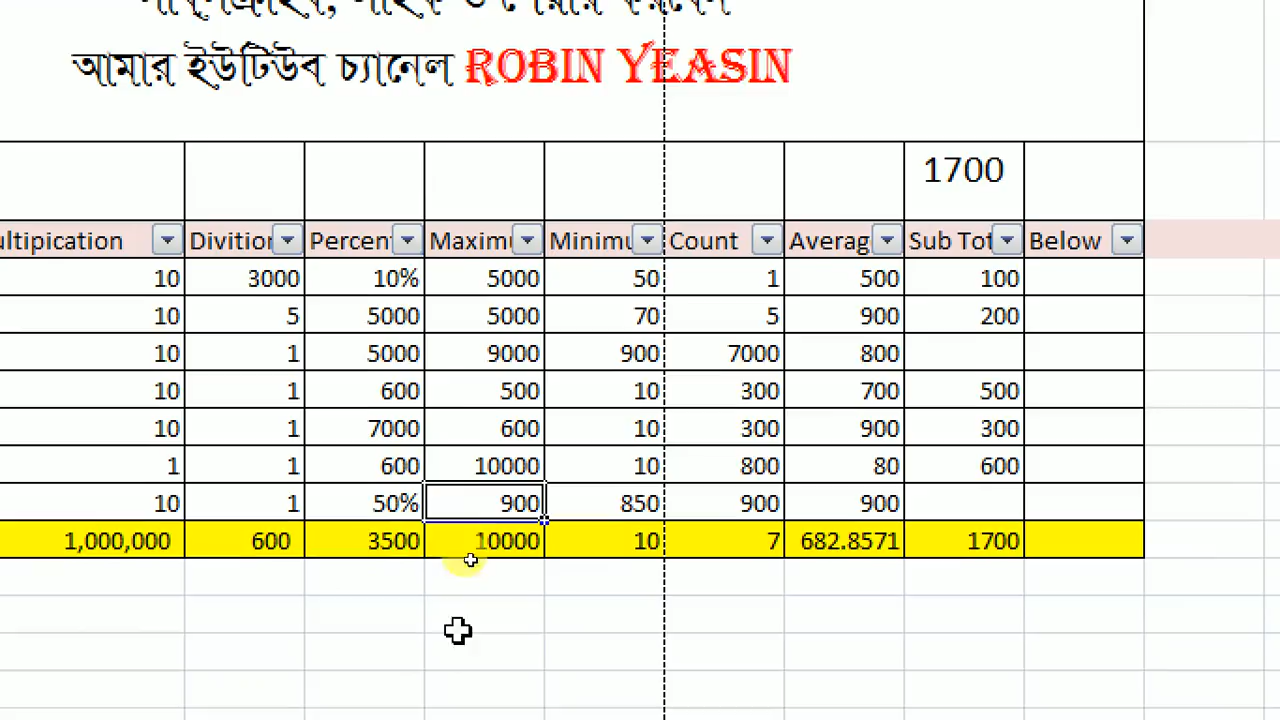 আমার ইউটিউব চ্যানেল ROBIN YEASIN
1700
ltipication Divition Percen Maximu Minimu Count Averag Sub Tot Below
10 3000 10% 5000 50 1 500 100
10 5 5000 5000 70 5 900 200
10 1 5000 9000 900 7000 800
10 1 600 500 10 300 700 500
10 1 7000 600 10 300 900 300
1 1 600 10000 10 800 80 600
10 1 50% 900 850 900 900
1,000,000 600 3500 10000 10 7 682.8571 1700